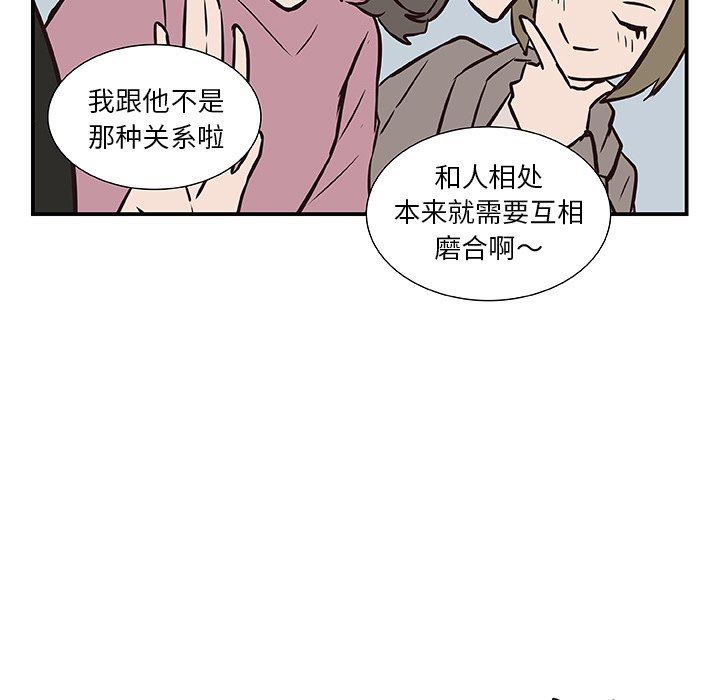 我跟他不是
那种关系啦
和人相处
本来就需要互相
磨合啊～